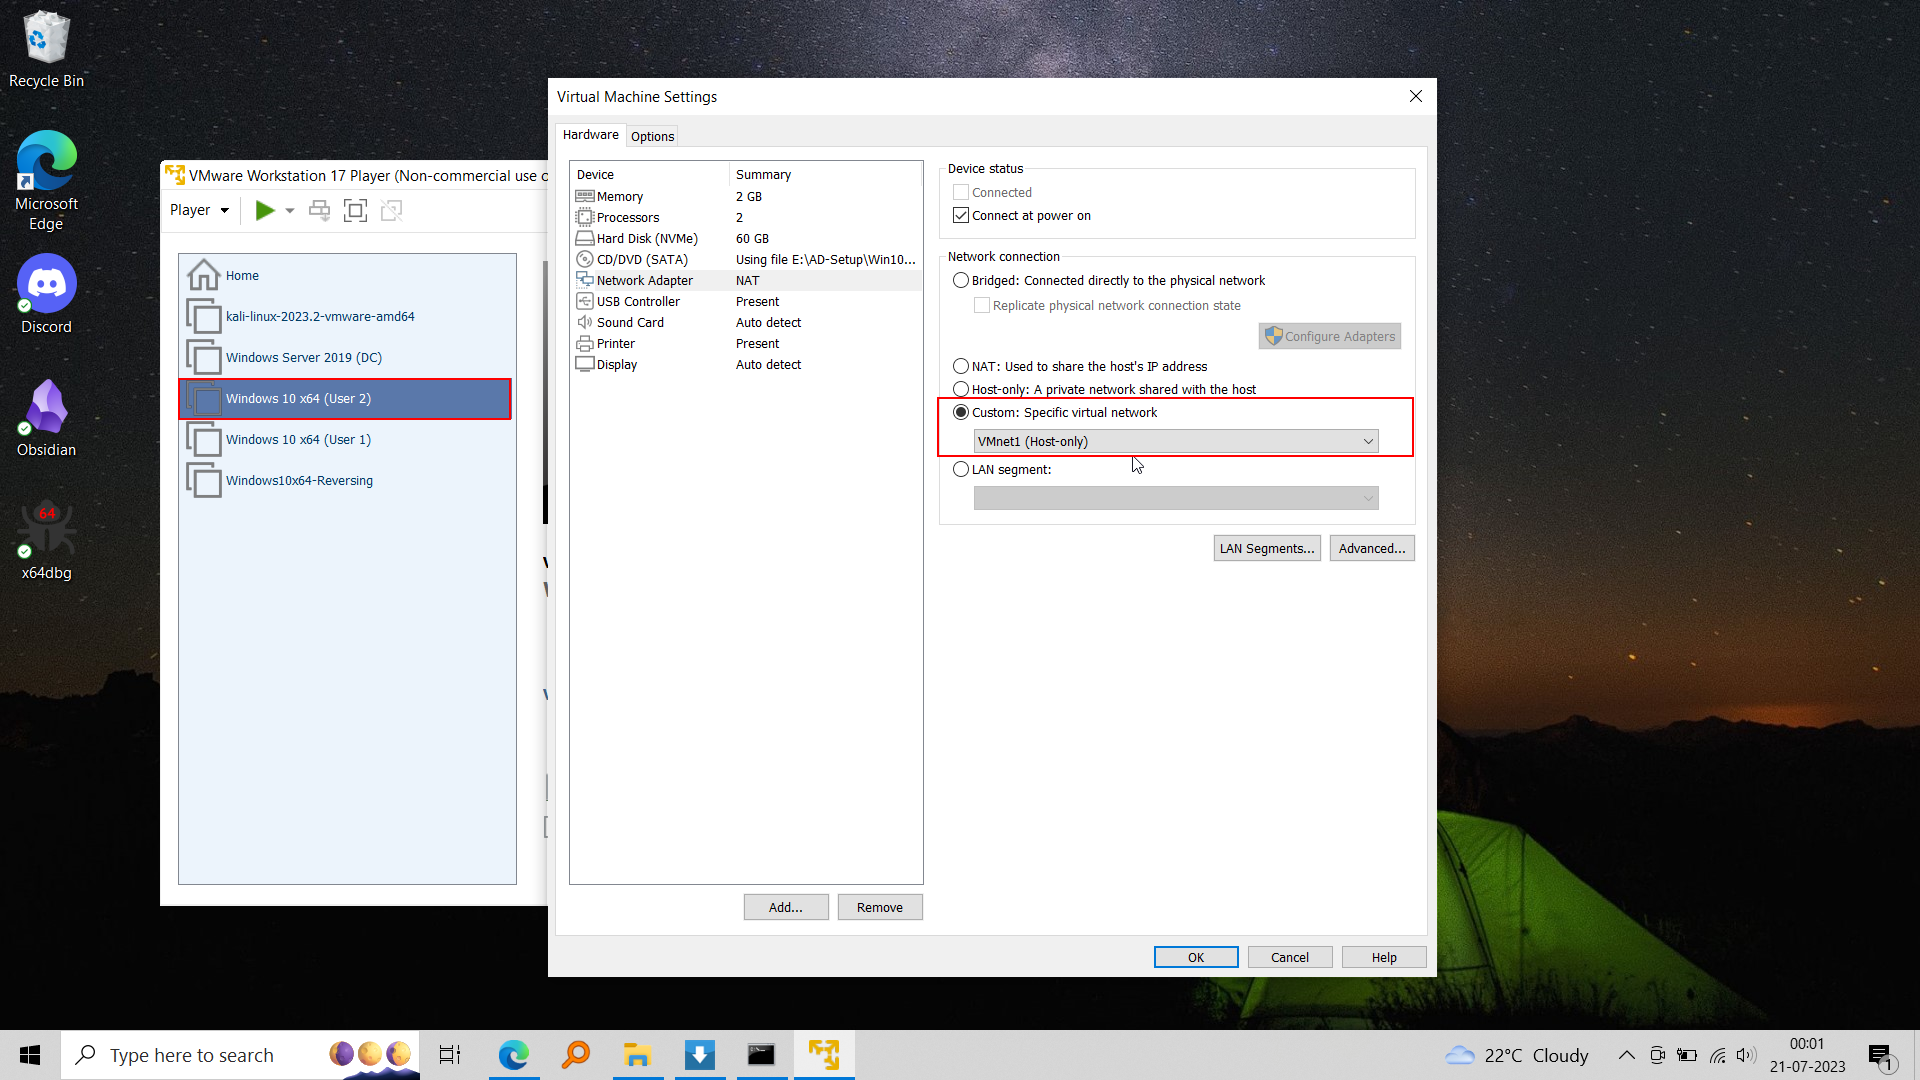 Recycle Bin
Microsoft
Edge
Discord
Obsidian
64
x64dbg
VMware Workstation 17 Player (Non-commercial use o
Player
Home
kali-linux-2023.2-vmware-amd64
Windows Server 2019 (DC)
Windows 10 x64 (User 2)
Windows 10 x64 (User 1)
Windows10x64-Reversing
Virtual Machine Settings
Hardware
Options
Device Summary
Memory 2 GB
Processors 2
Hard Disk (NVMe) 60 GB
CD/DVD (SATA) Using file E:\AD-Setup\Win10...
Network Adapter NAT
USB Controller Present
Sound Card Auto detect
Printer Present
Display Auto detect
Add...
Remove
Device status
Connected
Connect at power on
Network connection
Bridged: Connected directly to the physical network
Replicate physical network connection state
Configure Adapters
NAT: Used to share the host's IP address
Host-only: A private network shared with the host
Custom: Specific virtual network
VMnet1 (Host-only)
LAN segment:
LAN Segments...
Advanced...
OK
Cancel
Help
Type here to search
22°C Cloudy
00:01
21-07-2023
1